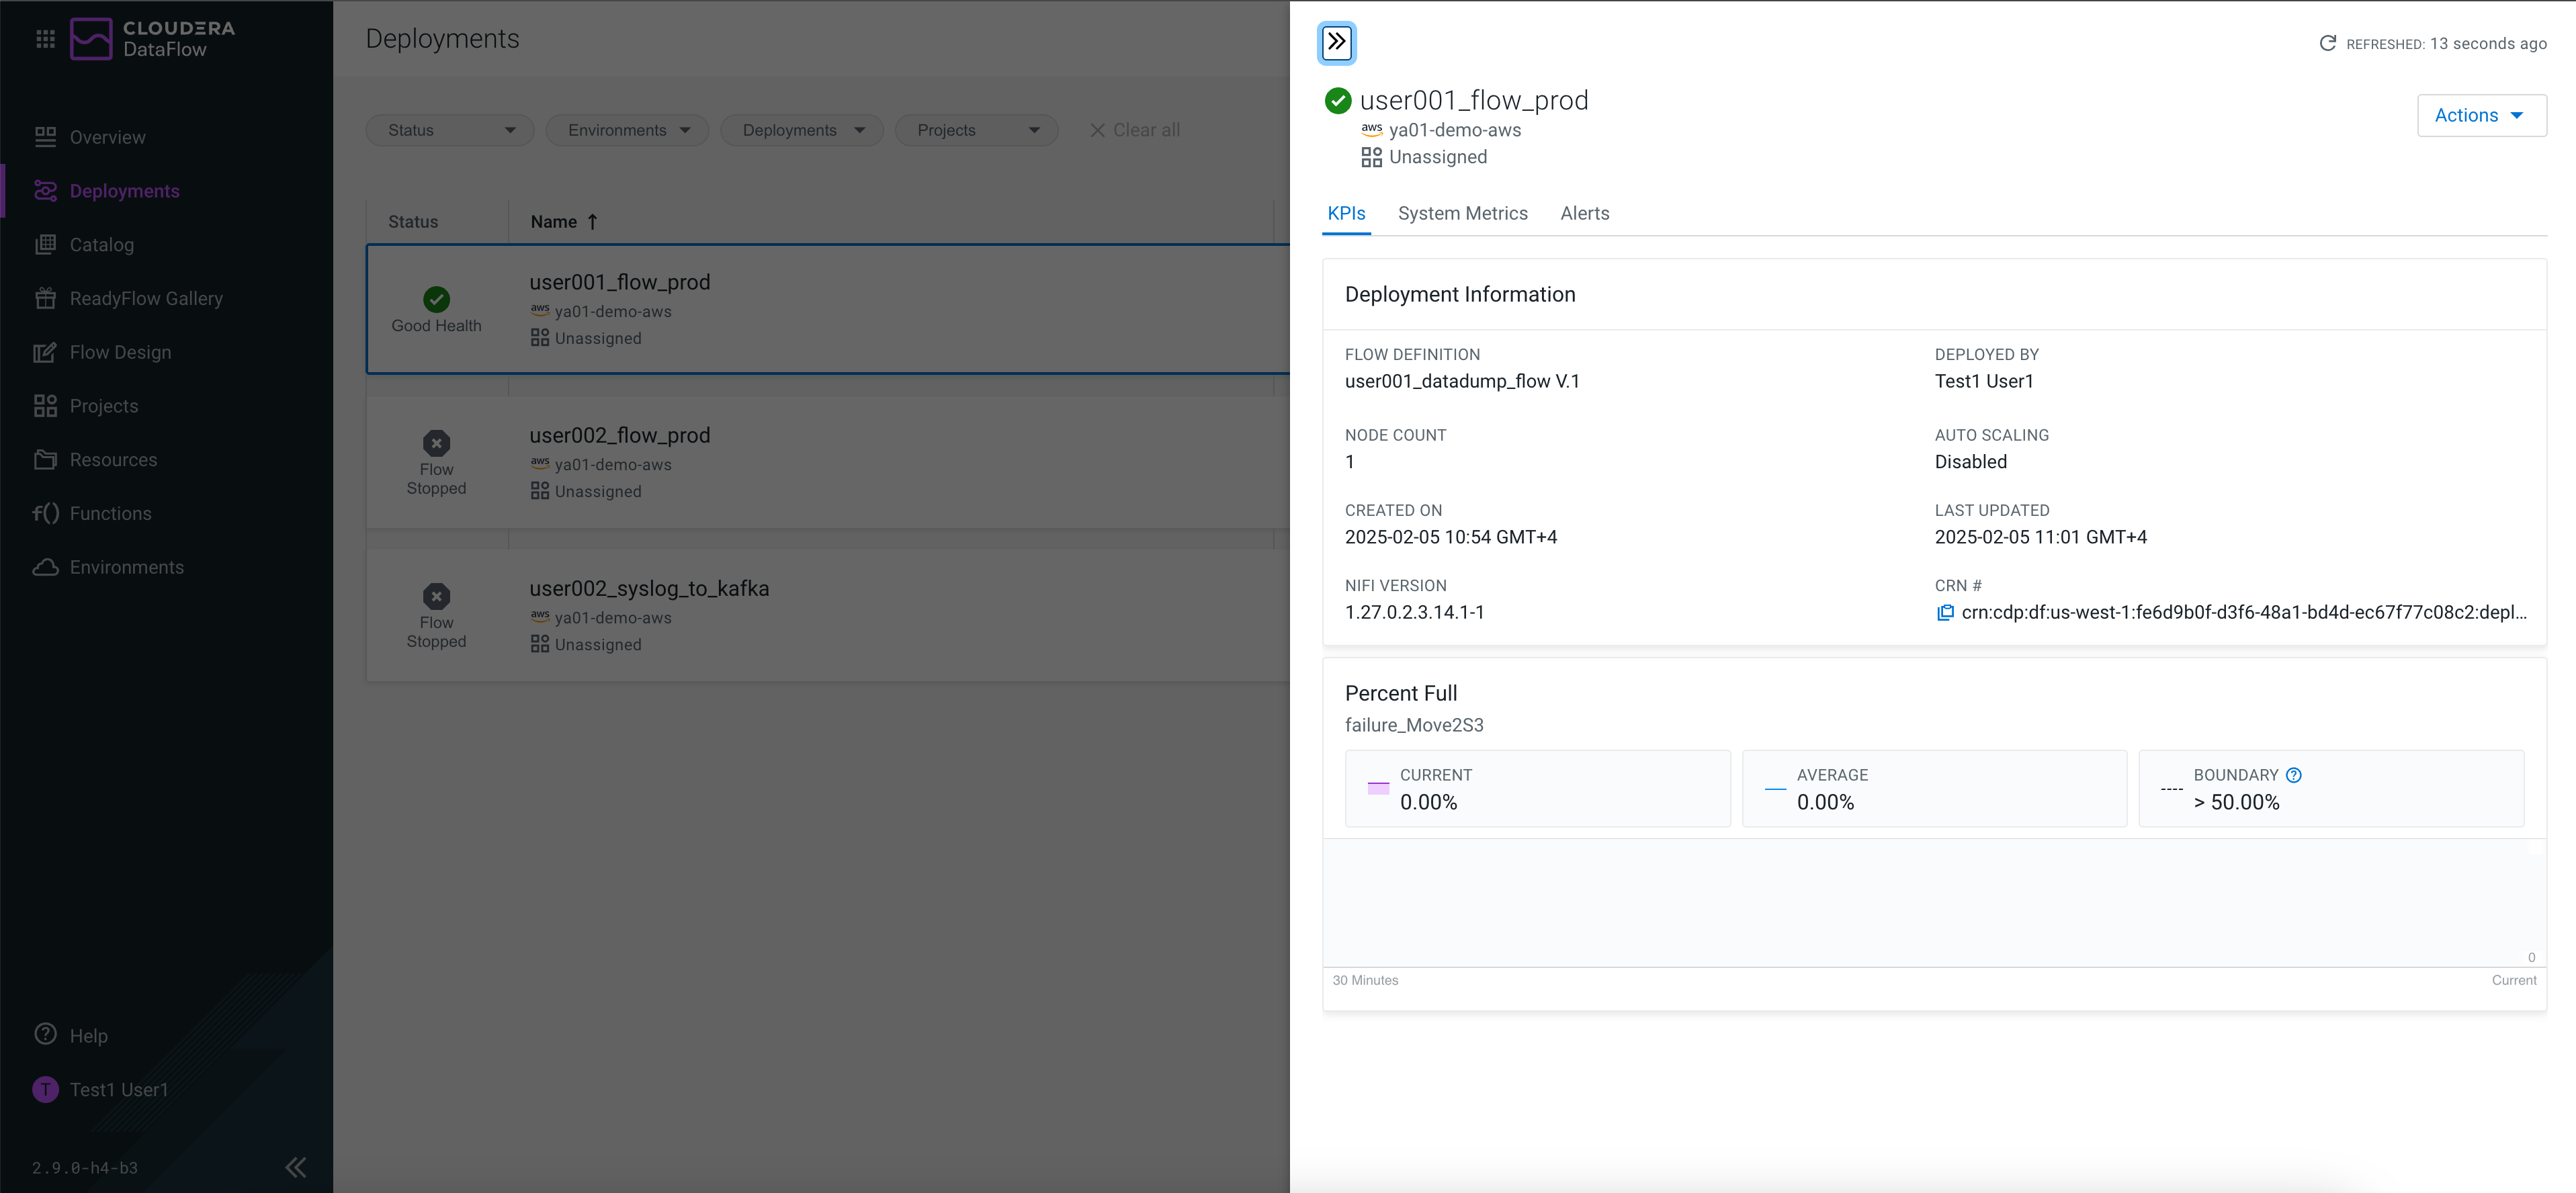 CLOUDERA
DataFlow
Overview
Deployments
Catalog
ReadyFlow Gallery
Flow Design
Projects
Resources
f() Functions
Environments
Help
T Test1 User1
2.9.0-h4-b3
Deployments
Status Environments Deployments Projects Clear all
Status Name ↑
Good Health
user001_flow_prod
aws ya01-demo-aws
Unassigned
Flow
Stopped
user002_flow_prod
aws ya01-demo-aws
Unassigned
Flow
Stopped
user002_syslog_to_kafka
aws ya01-demo-aws
Unassigned
REFRESHED: 13 seconds ago
user001_flow_prod
aws ya01-demo-aws
Unassigned
Actions
KPIs System Metrics Alerts
Deployment Information
FLOW DEFINITION
user001_datadump_flow V.1
DEPLOYED BY
Test1 User1
NODE COUNT
1
AUTO SCALING
Disabled
CREATED ON
2025-02-05 10:54 GMT+4
LAST UPDATED
2025-02-05 11:01 GMT+4
NIFI VERSION
1.27.0.2.3.14.1-1
CRN #
crn:cdp:df:us-west-1:fe6d9b0f-d3f6-48a1-bd4d-ec67f77c08c2:depl...
Percent Full
failure_Move2S3
CURRENT
0.00%
AVERAGE
0.00%
BOUNDARY ?
> 50.00%
0
30 Minutes Current